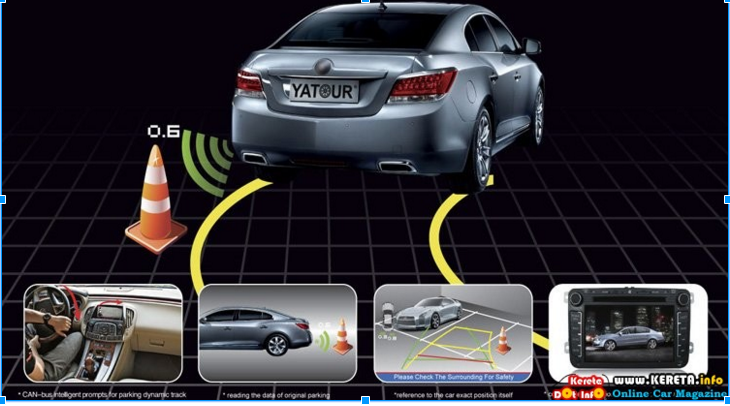 YATOUR
0.6
Please Check The Surrounding For Safety
* CAN-bus intelligent prompts for parking dynamic track
* reading the data of original parking
*reference to the car exact position itself
Kereta
DOt InfO
www.KERETA.info
Online Car Magazine